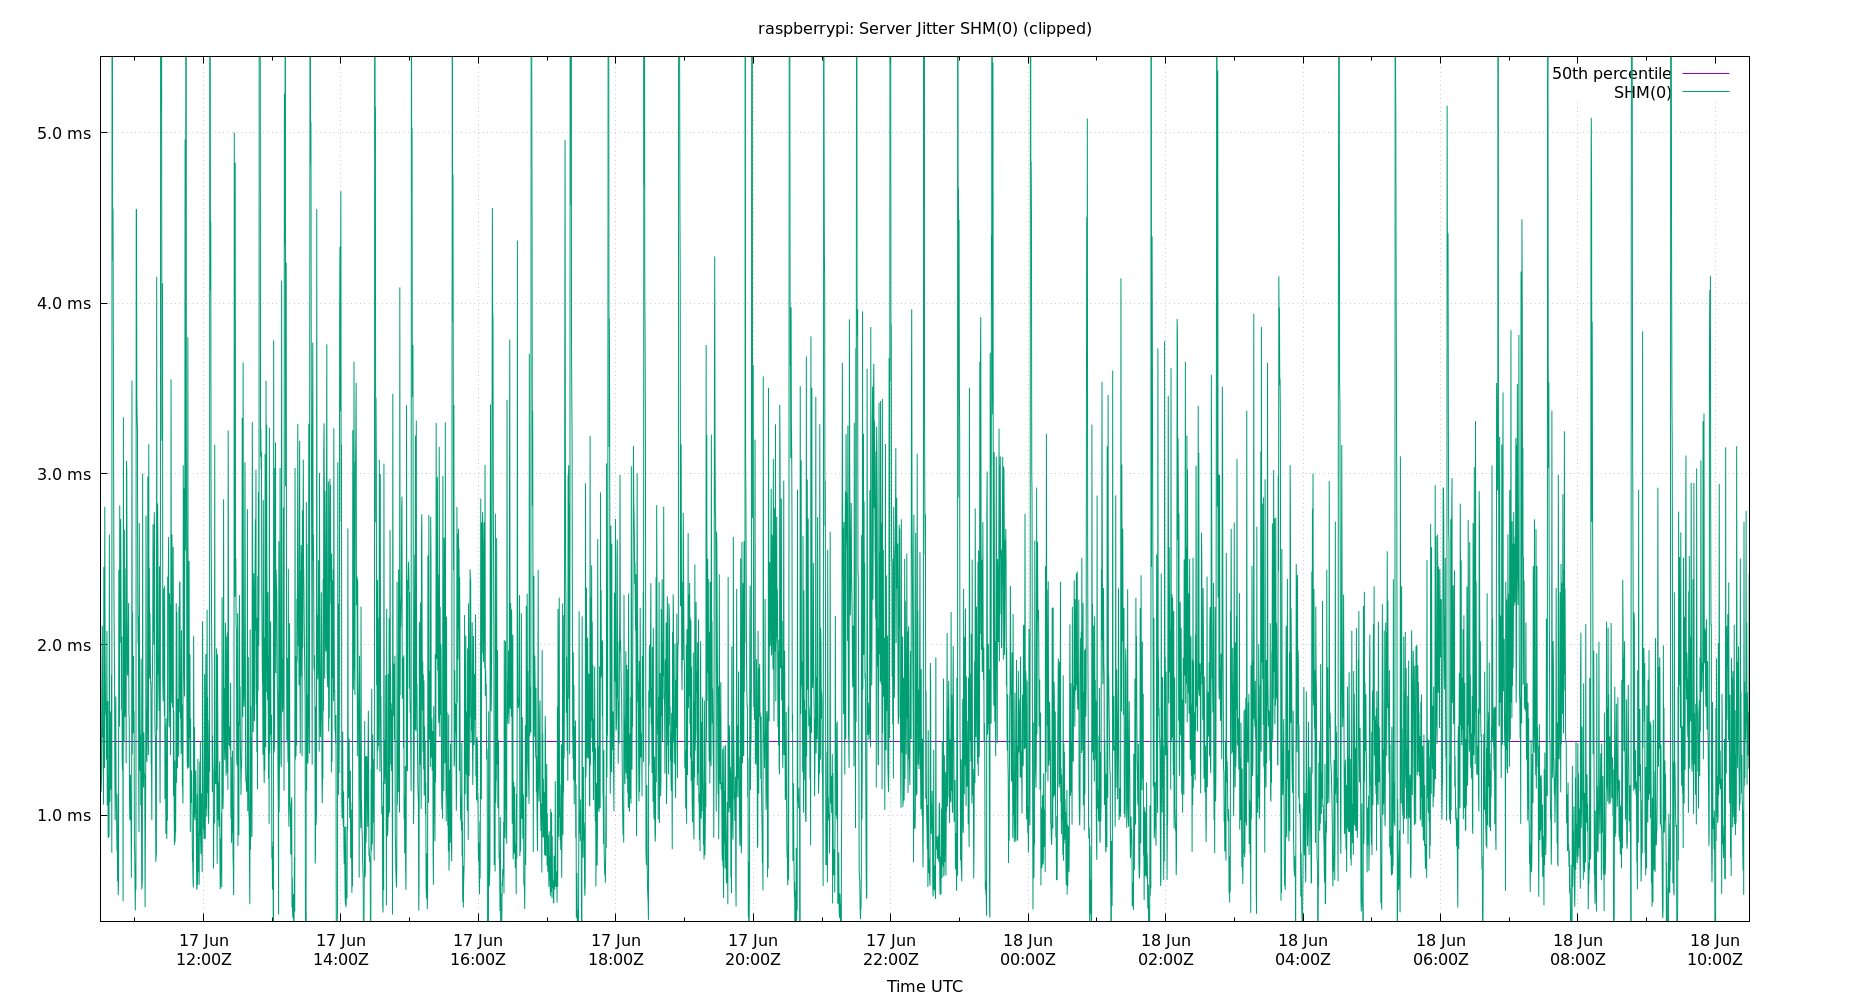 raspberrypi: Server Jitter SHM(0) (clipped)
50th percentile
SHM(0)
5.0 ms
4.0 ms
3.0 ms
2.0 ms
1.0 ms
17 Jun 17 Jun 17 Jun 17 Jun 17 Jun 17 Jun 18 Jun 18 Jun 18 Jun 18 Jun 18 Jun 18 Jun
12:00Z 14:00Z 16:00Z 18:00Z 20:00Z 22:00Z 00:00Z 02:00Z 04:00Z 06:00Z 08:00Z 10:00Z
Time UTC